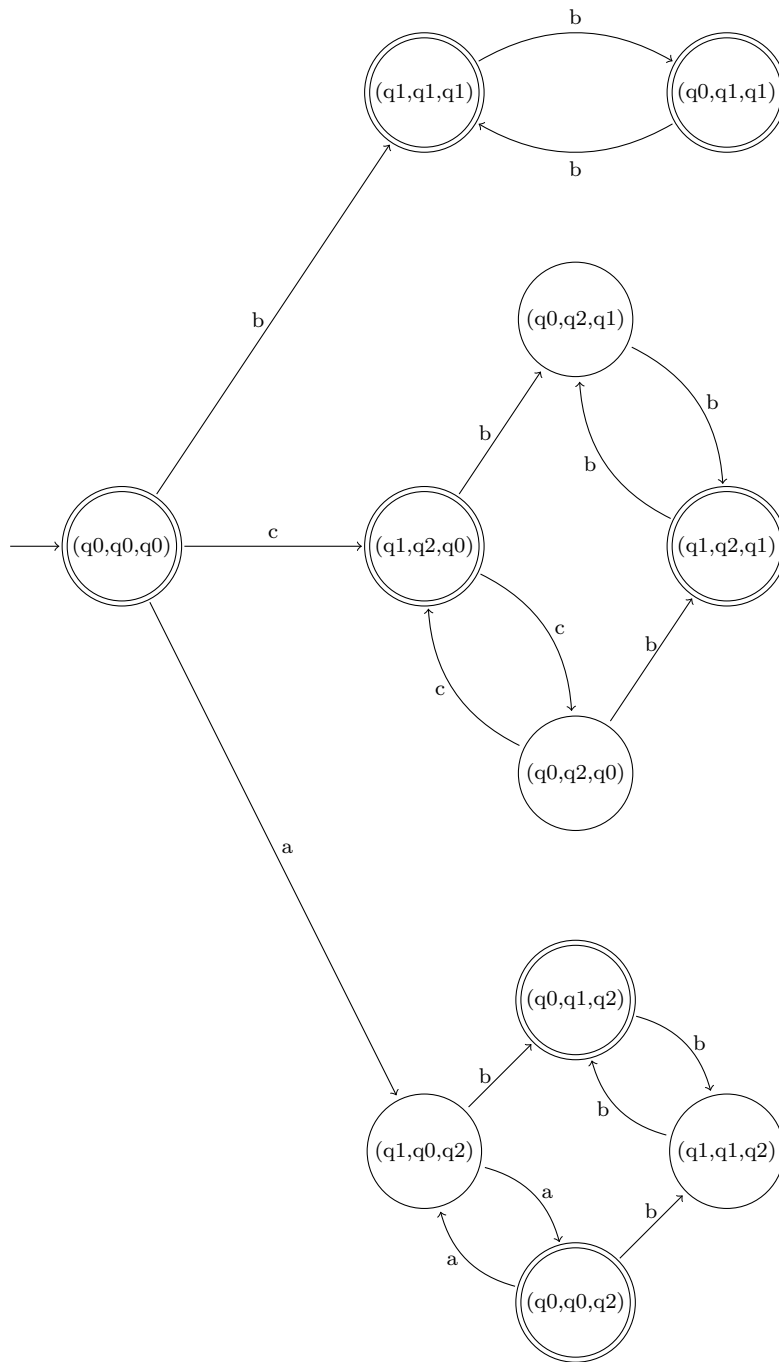 b
(q1,q1,q1) (q0,q1,q1)
b
(q0,q2,q1)
b
b
b
b
(q0,q0,q0) c (q1,q2,q0) (q1,q2,q1)
c
b
c
(q0,q2,q0)
a
(q0,q1,q2)
b
b
b
(q1,q0,q2) (q1,q1,q2)
a
b
a
(q0,q0,q2)